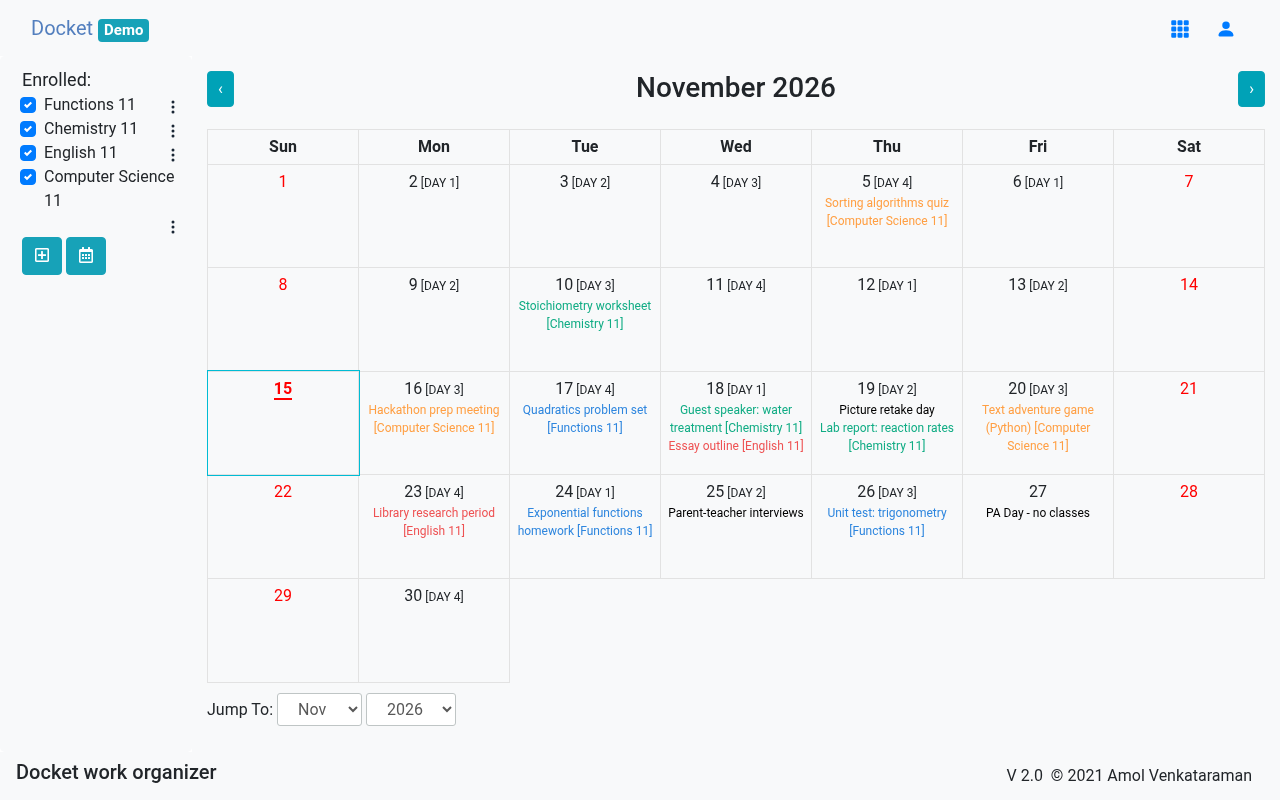 Docket Demo
Enrolled:
Functions 11
Chemistry 11
English 11
Computer Science
11
‹
November 2026
›
Sun Mon Tue Wed Thu Fri Sat
1 2 [DAY 1] 3 [DAY 2] 4 [DAY 3] 5 [DAY 4] 6 [DAY 1] 7
Sorting algorithms quiz
[Computer Science 11]
8 9 [DAY 2] 10 [DAY 3] 11 [DAY 4] 12 [DAY 1] 13 [DAY 2] 14
Stoichiometry worksheet
[Chemistry 11]
15 16 [DAY 3] 17 [DAY 4] 18 [DAY 1] 19 [DAY 2] 20 [DAY 3] 21
Hackathon prep meeting
[Computer Science 11]
Quadratics problem set
[Functions 11]
Guest speaker: water
treatment [Chemistry 11]
Essay outline [English 11]
Picture retake day
Lab report: reaction rates
[Chemistry 11]
Text adventure game
(Python) [Computer
Science 11]
22 23 [DAY 4] 24 [DAY 1] 25 [DAY 2] 26 [DAY 3] 27 28
Library research period
[English 11]
Exponential functions
homework [Functions 11]
Parent-teacher interviews
Unit test: trigonometry
[Functions 11]
PA Day - no classes
29 30 [DAY 4]
Jump To: Nov 2026
Docket work organizer
V 2.0 © 2021 Amol Venkataraman